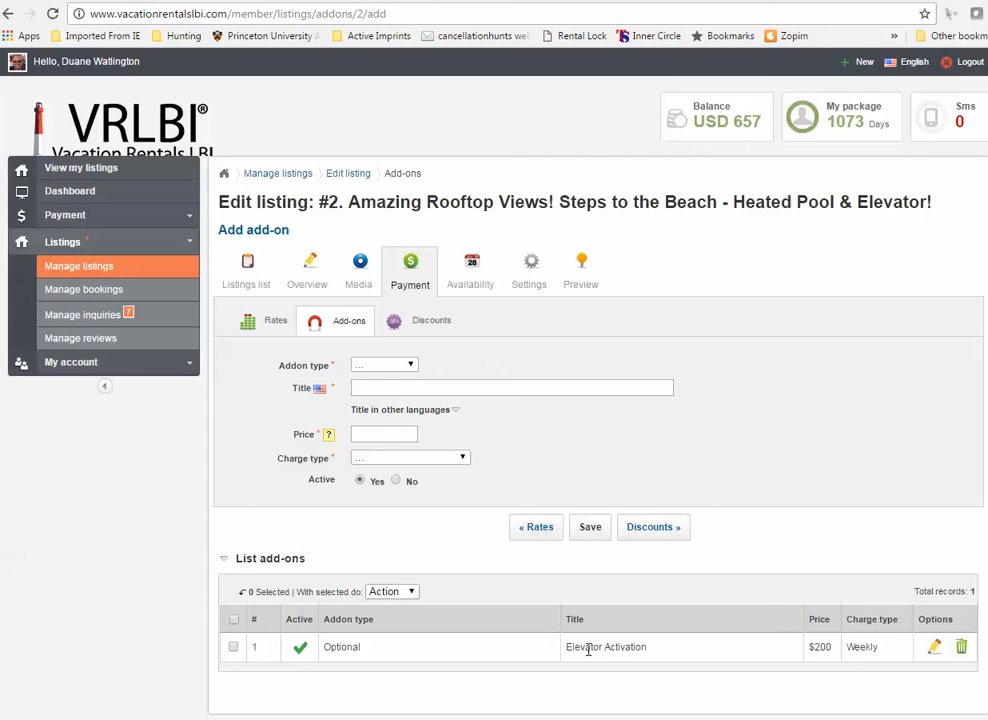 www.vacationrentalslbi.com/member/listings/addons/2/add
Apps Imported From IE Hunting Princeton University Active Imprints cancellationhunts we Rental Lock Inner Circle Bookmarks Zopim » Other bookm
Hello, Duane Watlington New English Logout
VRLBI®
Vacation Rentals LBI
Balance
USD 657
My package
1073 Days
Sms
0
View my listings
Dashboard
Payment
Listings *
Manage listings
Manage bookings
Manage inquiries 7
Manage reviews
My account
Manage listings Edit listing Add-ons
Edit listing: #2. Amazing Rooftop Views! Steps to the Beach - Heated Pool & Elevator!
Add add-on
Listings list Overview Media Payment Availability Settings Preview
28
Rates Add-ons Discounts
Addon type * ...
Title *
Title in other languages
Price * ?
Charge type * ...
Active Yes No
« Rates Save Discounts »
List add-ons
0 Selected | With selected do: Action Total records: 1
# Active Addon type Title Price Charge type Options
1 Optional Elevator Activation $200 Weekly